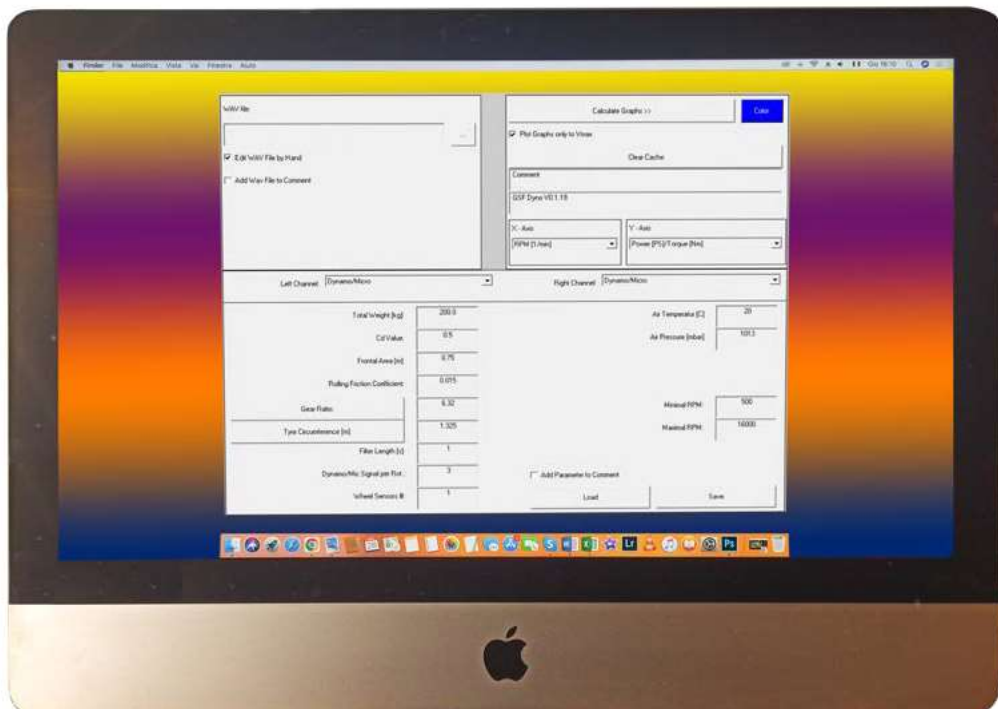 Finder File Modifica Vista Vai Finestra Aiuto
WAV file
...
Edit WAV File by Hand
Add Wav File to Comment
Calculate Graphs >>
Color
Plot Graphs only to Vmax
Clear Cache
Comment
GSF Dyno V0.1.18
X - Axis
RPM [1/min]
Y - Axis
Power [PS]/Torque [Nm]
Left Channel Dynamo/Micro
Right Channel Dynamo/Micro
Total Weight [kg] 200.0
Cd Value 0.5
Frontal Area [m] 0.75
Rolling Friction Coefficient 0.015
Gear Ratio: 6.32
Tyre Circumference [m] 1.325
Filter Length [s] 1
Dynamo/Mic Signal per Rot. 3
Wheel Sensors # 1
Air Temperatur [C] 20
Air Pressure [mbar] 1013
Minimal RPM: 500
Maximal RPM: 16000
Add Parameter to Comment
Load
Save
Lr
Ps